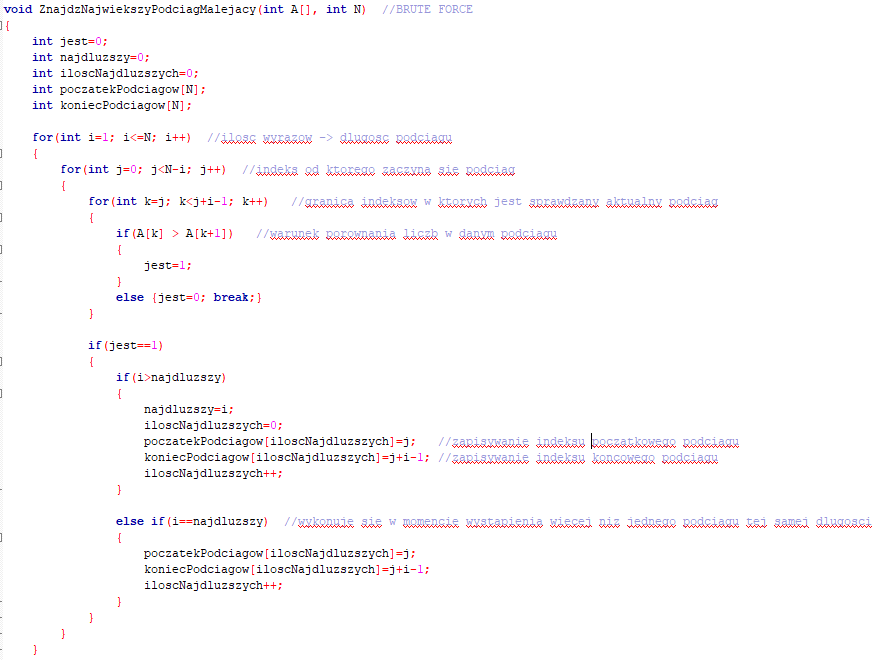 void ZnajdzNajwiekszyPodciagMalejacy(int A[], int N)  //BRUTE FORCE
{
    int jest=0;
    int najdluzszy=0;
    int iloscNajdluzszych=0;
    int poczatekPodciagow[N];
    int koniecPodciagow[N];

    for(int i=1; i<=N; i++)  //ilosc wyrazow -> dlugosc podciagu
    {
        for(int j=0; j<N-i; j++)  //indeks od ktorego zaczyna sie podciag
        {
            for(int k=j; k<j+i-1; k++)   //granica indeksow w ktorych jest sprawdzany aktualny podciag
            {
                if(A[k] > A[k+1])   //warunek porownania liczb w danym podciagu
                {
                    jest=1;
                }
                else {jest=0; break;}
            }

            if(jest==1)
            {
                if(i>najdluzszy)
                {
                    najdluzszy=i;
                    iloscNajdluzszych=0;
                    poczatekPodciagow[iloscNajdluzszych]=j;   //zapisywanie indeksu poczatkowego podciagu
                    koniecPodciagow[iloscNajdluzszych]=j+i-1; //zapisywanie indeksu koncowego podciagu
                    iloscNajdluzszych++;
                }

                else if(i==najdluzszy)  //wykonuje sie w momencie wystapienia wiecej niz jednego podciagu tej samej dlugosci
                {
                    poczatekPodciagow[iloscNajdluzszych]=j;
                    koniecPodciagow[iloscNajdluzszych]=j+i-1;
                    iloscNajdluzszych++;
                }
            }
        }
    }